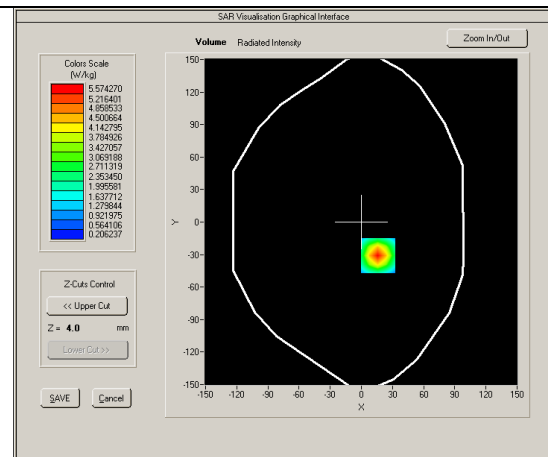 SAR Visualisation Graphical Interface
Volume Radiated Intensity
Zoom In/Out
Colors Scale
(W/kg)
5.574270
5.216401
4.858533
4.500664
4.142795
3.784926
3.427057
3.069188
2.711319
2.353450
1.995581
1.637712
1.279844
0.921975
0.564106
0.206237
Z-Cuts Control
<< Upper Cut
Z = 4.0 mm
Lower Cut >>
SAVE
Cancel
150
120
90
60
30
0
-30
-60
-90
-120
-150
Y
-150 -120 -90 -60 -30 0 30 60 90 120 150
X